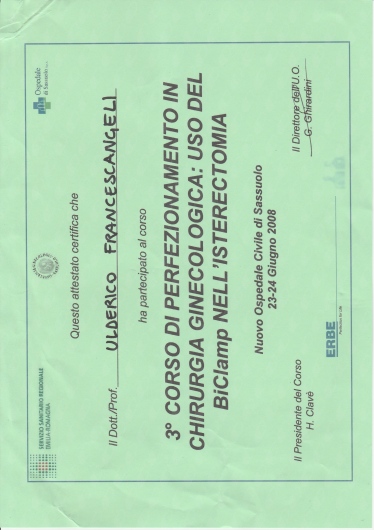 SERVIZIO SANITARIO REGIONALE
EMILIA-ROMAGNA
Ospedale
di Sassuolo
Questo attestato certifica che
Il Dott./Prof. ULDERICO FRANCESCANGELI
ha partecipato al corso
3° CORSO DI PERFEZIONAMENTO IN
CHIRURGIA GINECOLOGICA: USO DEL
BiClamp NELL'ISTERECTOMIA
Nuovo Ospedale Civile di Sassuolo
23-24 Giugno 2008
Il Presidente del Corso
H. Clavé
ERBE
Il Direttore dell'U.O.
G. Ghirardini